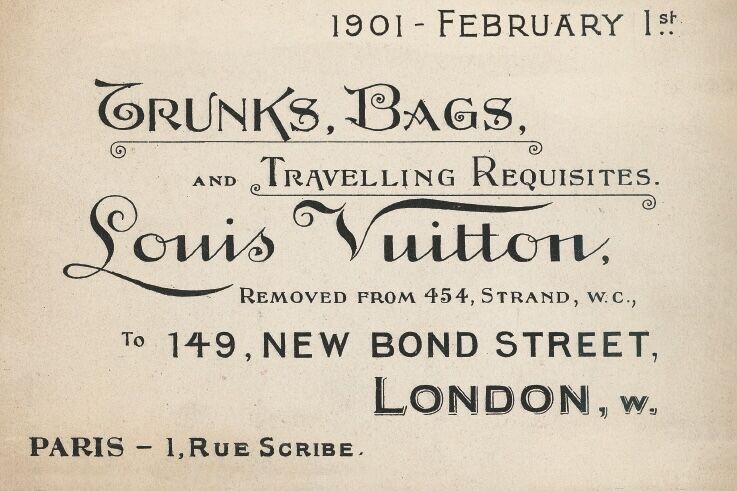 1901 - FEBRUARY 1st.
TRUNKS, BAGS,
AND TRAVELLING REQUISITES.
Louis Vuitton,
REMOVED FROM 454, STRAND, W.C.,
To 149, NEW BOND STREET,
LONDON, W.,
PARIS – 1, RUE SCRIBE.